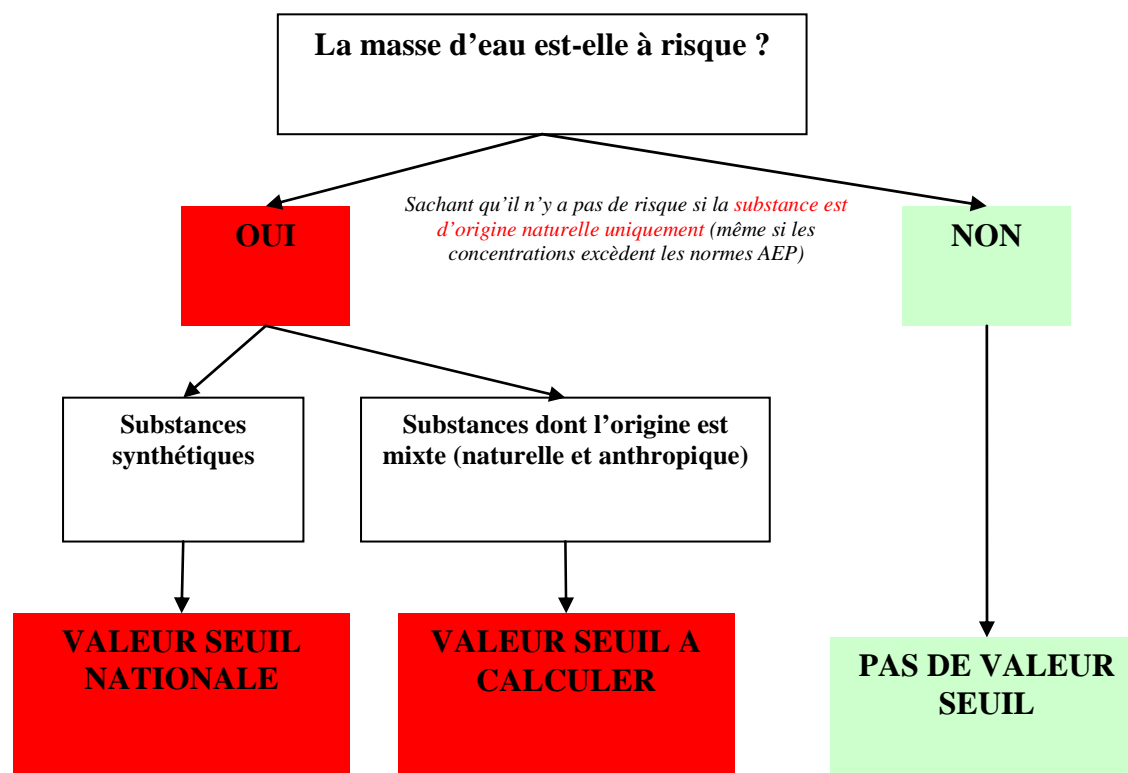 La masse d’eau est-elle à risque ?
Sachant qu’il n’y a pas de risque si la substance est
d’origine naturelle uniquement (même si les
concentrations excèdent les normes AEP)
OUI
NON
Substances
synthétiques
Substances dont l’origine est
mixte (naturelle et anthropique)
VALEUR SEUIL
NATIONALE
VALEUR SEUIL A
CALCULER
PAS DE VALEUR
SEUIL